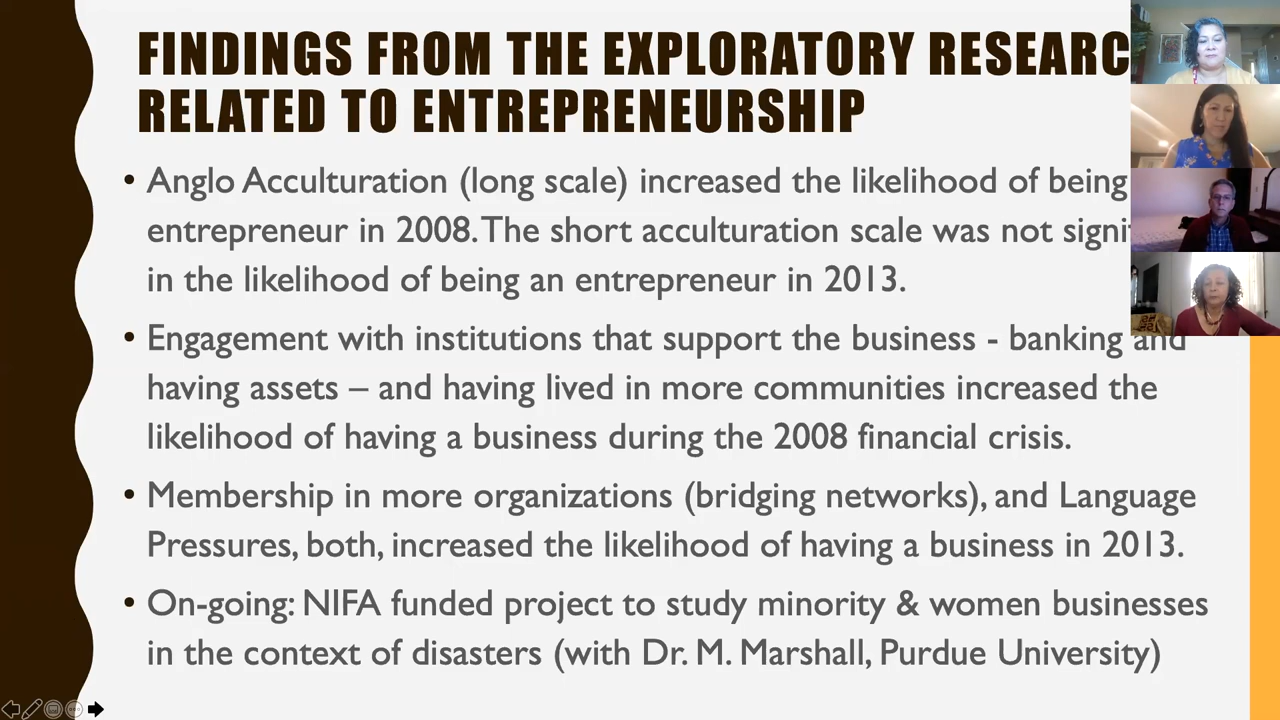 FINDINGS FROM THE EXPLORATORY RESEARC
RELATED TO ENTREPRENEURSHIP
• Anglo Acculturation (long scale) increased the likelihood of being
entrepreneur in 2008. The short acculturation scale was not signi
in the likelihood of being an entrepreneur in 2013.
• Engagement with institutions that support the business - banking and
having assets – and having lived in more communities increased the
likelihood of having a business during the 2008 financial crisis.
• Membership in more organizations (bridging networks), and Language
Pressures, both, increased the likelihood of having a business in 2013.
• On-going: NIFA funded project to study minority & women businesses
in the context of disasters (with Dr. M. Marshall, Purdue University)